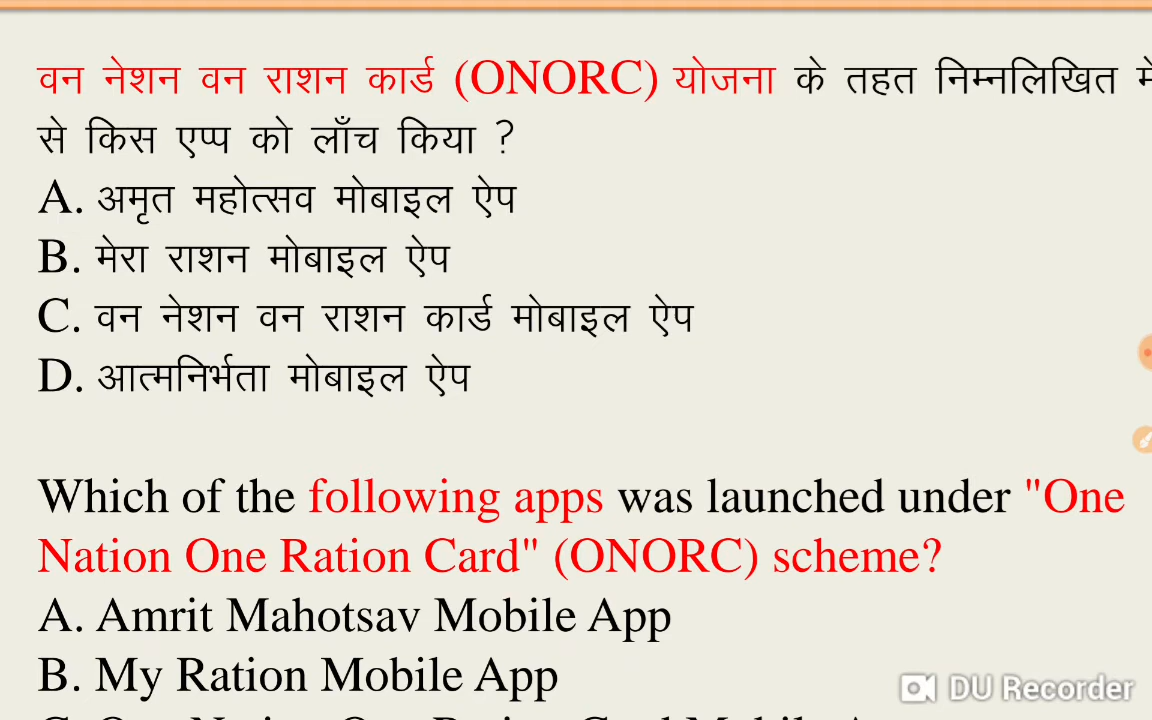 वन नेशन वन राशन कार्ड (ONORC) योजना के तहत निम्नलिखित में
से किस एप्प को लाँच किया ?
A. अमृत महोत्सव मोबाइल ऐप
B. मेरा राशन मोबाइल ऐप
C. वन नेशन वन राशन कार्ड मोबाइल ऐप
D. आत्मनिर्भता मोबाइल ऐप
Which of the following apps was launched under "One
Nation One Ration Card" (ONORC) scheme?
A. Amrit Mahotsav Mobile App
B. My Ration Mobile App
DU Recorder